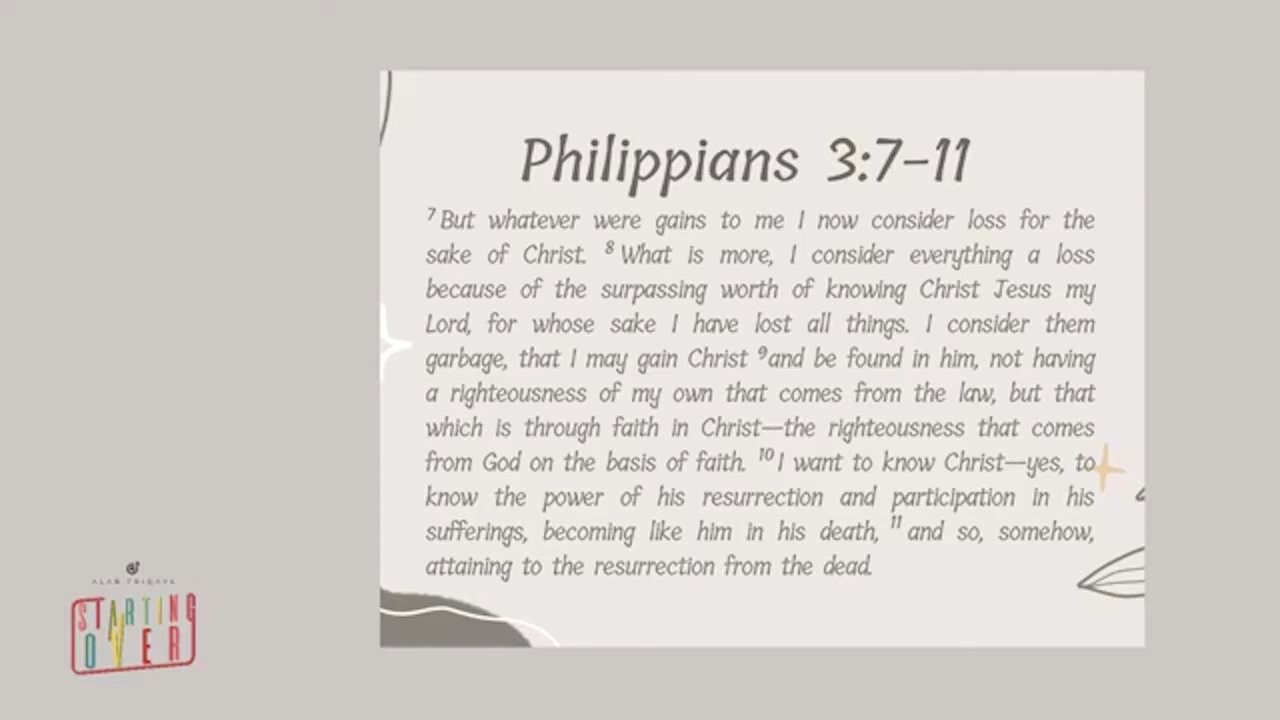 Philippians 3:7-11
⁷ But whatever were gains to me I now consider loss for the
sake of Christ. ⁸ What is more, I consider everything a loss
because of the surpassing worth of knowing Christ Jesus my
Lord, for whose sake I have lost all things. I consider them
garbage, that I may gain Christ ⁹and be found in him, not having
a righteousness of my own that comes from the law, but that
which is through faith in Christ—the righteousness that comes
from God on the basis of faith. ¹⁰ I want to know Christ—yes, to
know the power of his resurrection and participation in his
sufferings, becoming like him in his death, ¹¹ and so, somehow,
attaining to the resurrection from the dead.
STARTING
OVER